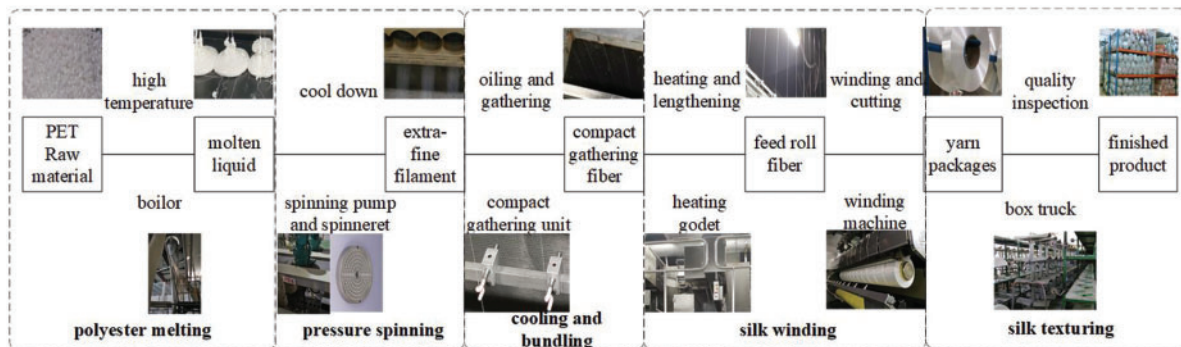 high
temperature
cool down
oiling and
gathering
heating and
lengthening
winding and
cutting
quality
inspection
PET
Raw
material
molten
liquid
extra-
fine
filament
compact
gathering
fiber
feed roll
fiber
yarn
packages
finished
product
boilor
spinning pump
and spinneret
compact
gathering unit
heating
godet
winding
machine
box truck
polyester melting
pressure spinning
cooling and
bundling
silk winding
silk texturing